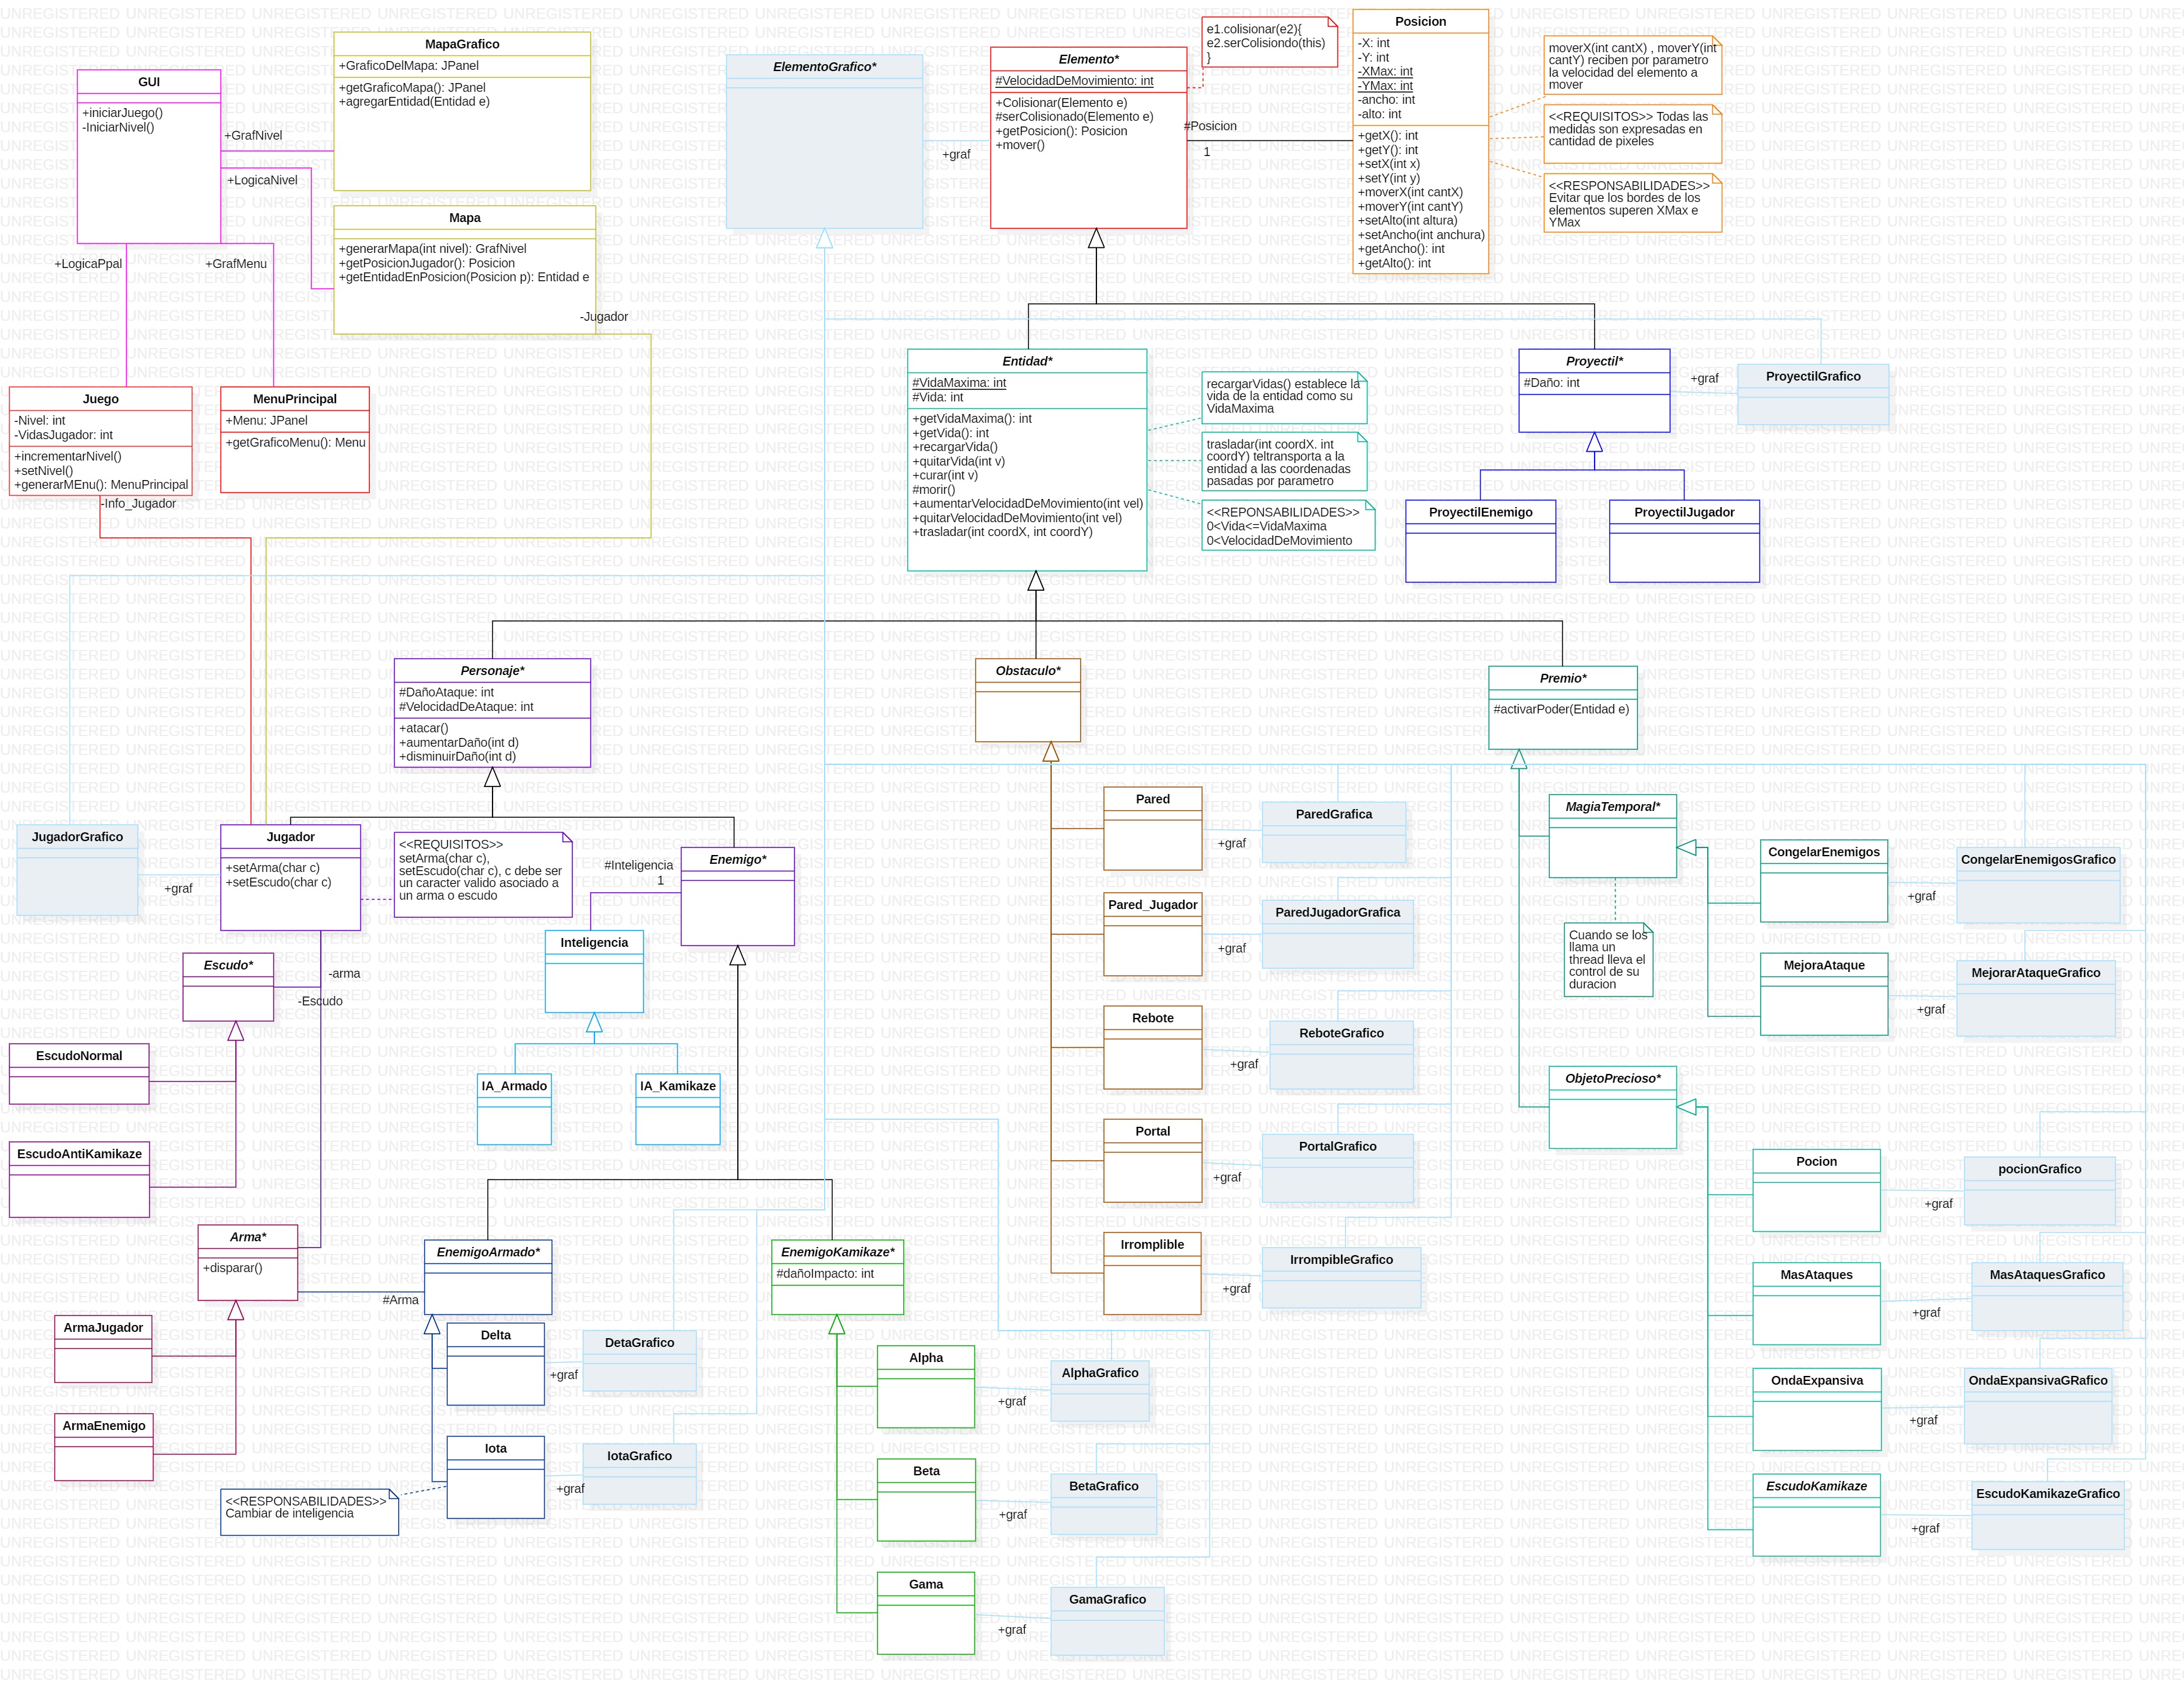 GUI
+iniciarJuego()
-IniciarNivel()
MapaGrafico
+GraficoDelMapa: JPanel
+getGraficoMapa(): JPanel
+agregarEntidad(Entidad e)
+GrafNivel
+LogicaNivel
Mapa
+generarMapa(int nivel): GrafNivel
+getPosicionJugador(): Posicion
+getEntidadEnPosicion(Posicion p): Entidad e
-Jugador
+LogicaPpal
+GrafMenu
Juego
-Nivel: int
-VidasJugador: int
+incrementarNivel()
+setNivel()
+generarMEnu(): MenuPrincipal
-Info_Jugador
MenuPrincipal
+Menu: JPanel
+getGraficoMenu(): Menu
ElementoGrafico*
+graf
Elemento*
#VelocidadDeMovimiento: int
+Colisionar(Elemento e)
#serColisionado(Elemento e)
+getPosicion(): Posicion
+mover()
e1.colisionar(e2){
e2.serColisiondo(this)
}
#Posicion
1
Posicion
-X: int
-Y: int
-XMax: int
-YMax: int
-ancho: int
-alto: int
+getX(): int
+getY(): int
+setX(int x)
+setY(int y)
+moverX(int cantX)
+moverY(int cantY)
+setAlto(int altura)
+setAncho(int anchura)
+getAncho(): int
+getAlto(): int
moverX(int cantX) , moverY(int
cantY) reciben por parametro
la velocidad del elemento a
mover
<<REQUISITOS>> Todas las
medidas son expresadas en
cantidad de pixeles
<<RESPONSABILIDADES>>
Evitar que los bordes de los
elementos superen XMax e
YMax
Entidad*
#VidaMaxima: int
#Vida: int
+getVidaMaxima(): int
+getVida(): int
+recargarVida()
+quitarVida(int v)
+curar(int v)
#morir()
+aumentarVelocidadDeMovimiento(int vel)
+quitarVelocidadDeMovimiento(int vel)
+trasladar(int coordX, int coordY)
recargarVidas() establece la
vida de la entidad como su
VidaMaxima
trasladar(int coordX. int
coordY) teltransporta a la
entidad a las coordenadas
pasadas por parametro
<<REPONSABILIDADES>>
0<Vida<=VidaMaxima
0<VelocidadDeMovimiento
Proyectil*
#Daño: int
+graf
ProyectilGrafico
ProyectilEnemigo
ProyectilJugador
Personaje*
#DañoAtaque: int
#VelocidadDeAtaque: int
+atacar()
+aumentarDaño(int d)
+disminuirDaño(int d)
Obstaculo*
Premio*
#activarPoder(Entidad e)
JugadorGrafico
+graf
Jugador
+setArma(char c)
+setEscudo(char c)
<<REQUISITOS>>
setArma(char c),
setEscudo(char c), c debe ser
un caracter valido asociado a
un arma o escudo
#Inteligencia
1
Enemigo*
Inteligencia
IA_Armado
IA_Kamikaze
Escudo*
-arma
-Escudo
EscudoNormal
EscudoAntiKamikaze
Arma*
+disparar()
#Arma
ArmaJugador
ArmaEnemigo
EnemigoArmado*
Delta
+graf
DetaGrafico
Iota
+graf
IotaGrafico
<<RESPONSABILIDADES>>
Cambiar de inteligencia
EnemigoKamikaze*
#dañoImpacto: int
Alpha
+graf
AlphaGrafico
Beta
+graf
BetaGrafico
Gama
+graf
GamaGrafico
Pared
+graf
ParedGrafica
Pared_Jugador
+graf
ParedJugadorGrafica
Rebote
+graf
ReboteGrafico
Portal
+graf
PortalGrafico
Irromplible
+graf
IrrompibleGrafico
MagiaTemporal*
Cuando se los
llama un
thread lleva el
control de su
duracion
CongelarEnemigos
+graf
CongelarEnemigosGrafico
MejoraAtaque
+graf
MejorarAtaqueGrafico
ObjetoPrecioso*
Pocion
+graf
pocionGrafico
MasAtaques
+graf
MasAtaquesGrafico
OndaExpansiva
+graf
OndaExpansivaGRafico
EscudoKamikaze
+graf
EscudoKamikazeGrafico